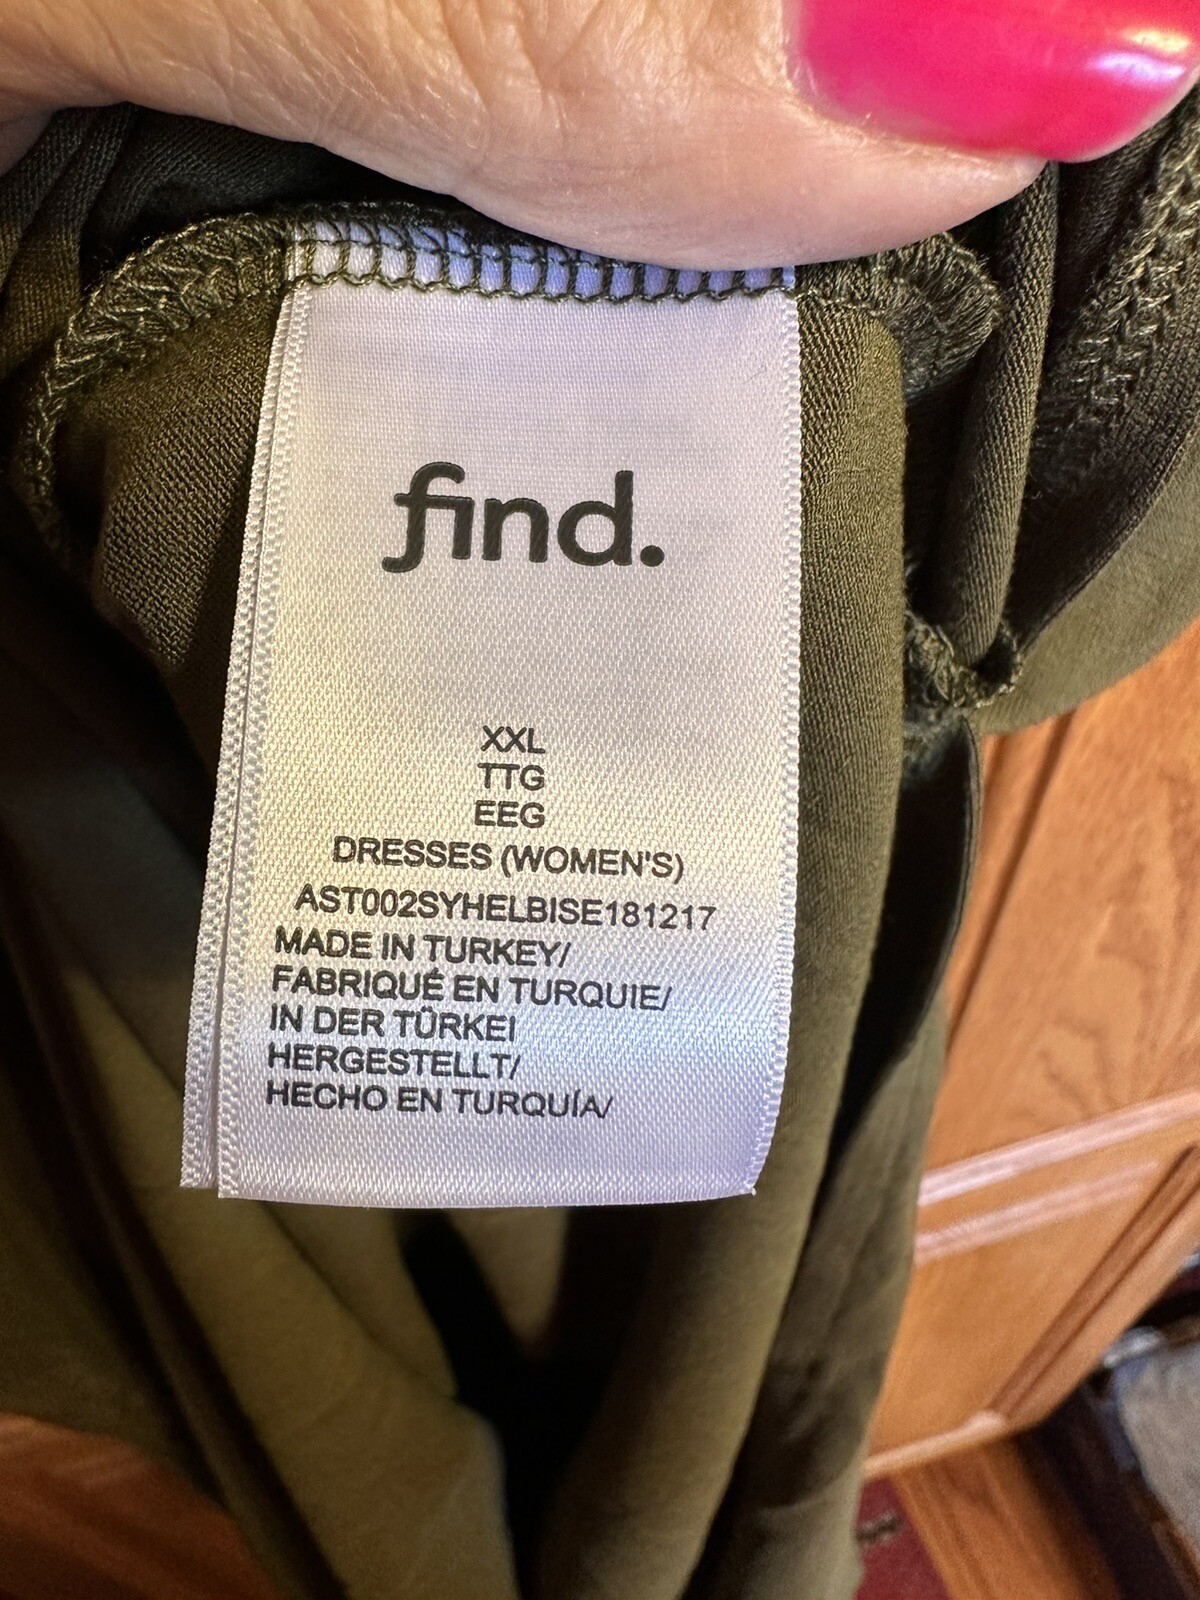 find.
XXL
TTG
EEG
DRESSES (WOMEN'S)
AST002SYHELBISE181217
MADE IN TURKEY/
FABRIQUÉ EN TURQUIE/
IN DER TÜRKEI
HERGESTELLT/
HECHO EN TURQUÍA/